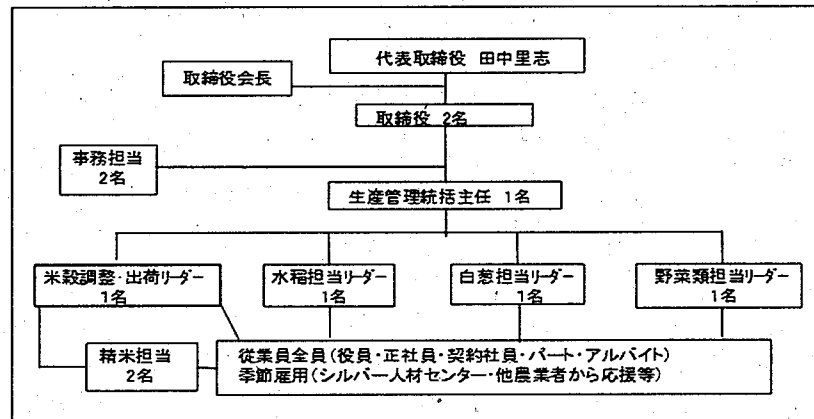 代表取締役 田中里志
取締役会長
取締役 2名
事務担当
2名
生産管理統括主任 1名
米穀調整・出荷リーダー
1名
水稲担当リーダー
1名
白葱担当リーダー
1名
野菜類担当リーダー
1名
精米担当
2名
従業員全員(役員・正社員・契約社員・パート・アルバイト)
季節雇用(シルバー人材センター・他農業者から応援等)